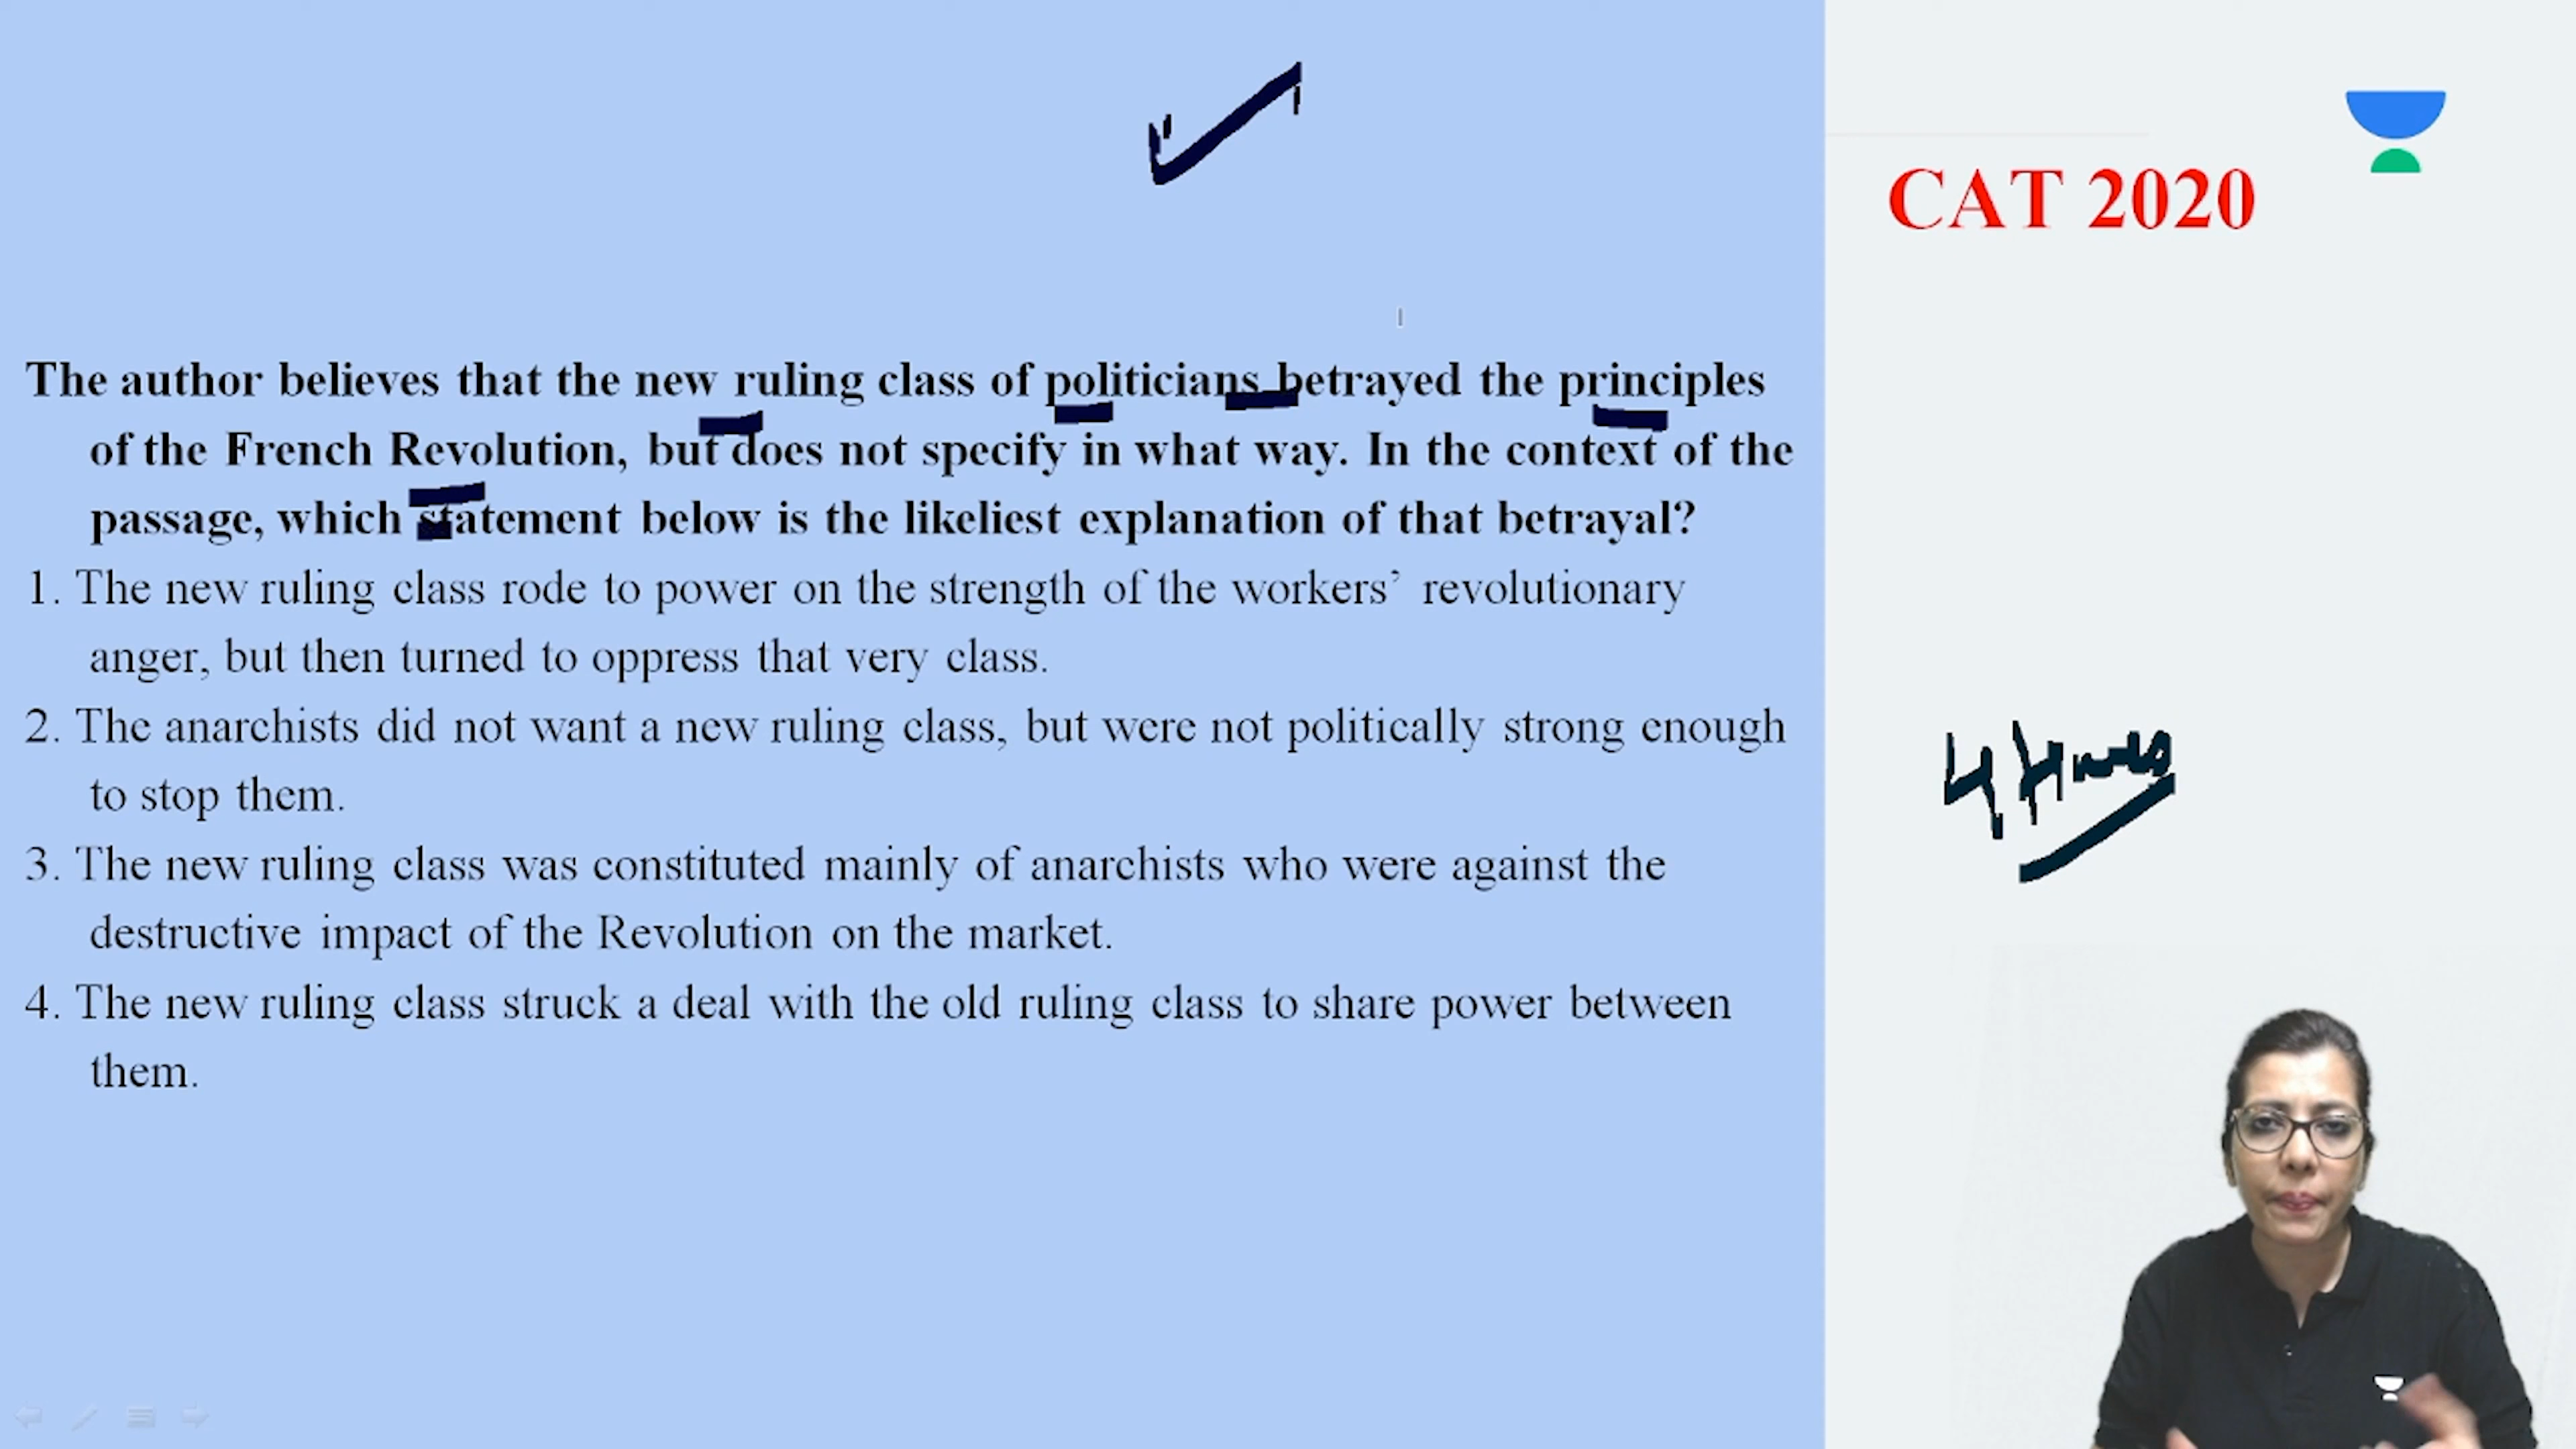 CAT 2020
The author believes that the new ruling class of politicians betrayed the principles
of the French Revolution, but does not specify in what way. In the context of the
passage, which statement below is the likeliest explanation of that betrayal?
1. The new ruling class rode to power on the strength of the workers’ revolutionary
anger, but then turned to oppress that very class.
2. The anarchists did not want a new ruling class, but were not politically strong enough
to stop them.
3. The new ruling class was constituted mainly of anarchists who were against the
destructive impact of the Revolution on the market.
4. The new ruling class struck a deal with the old ruling class to share power between
them.